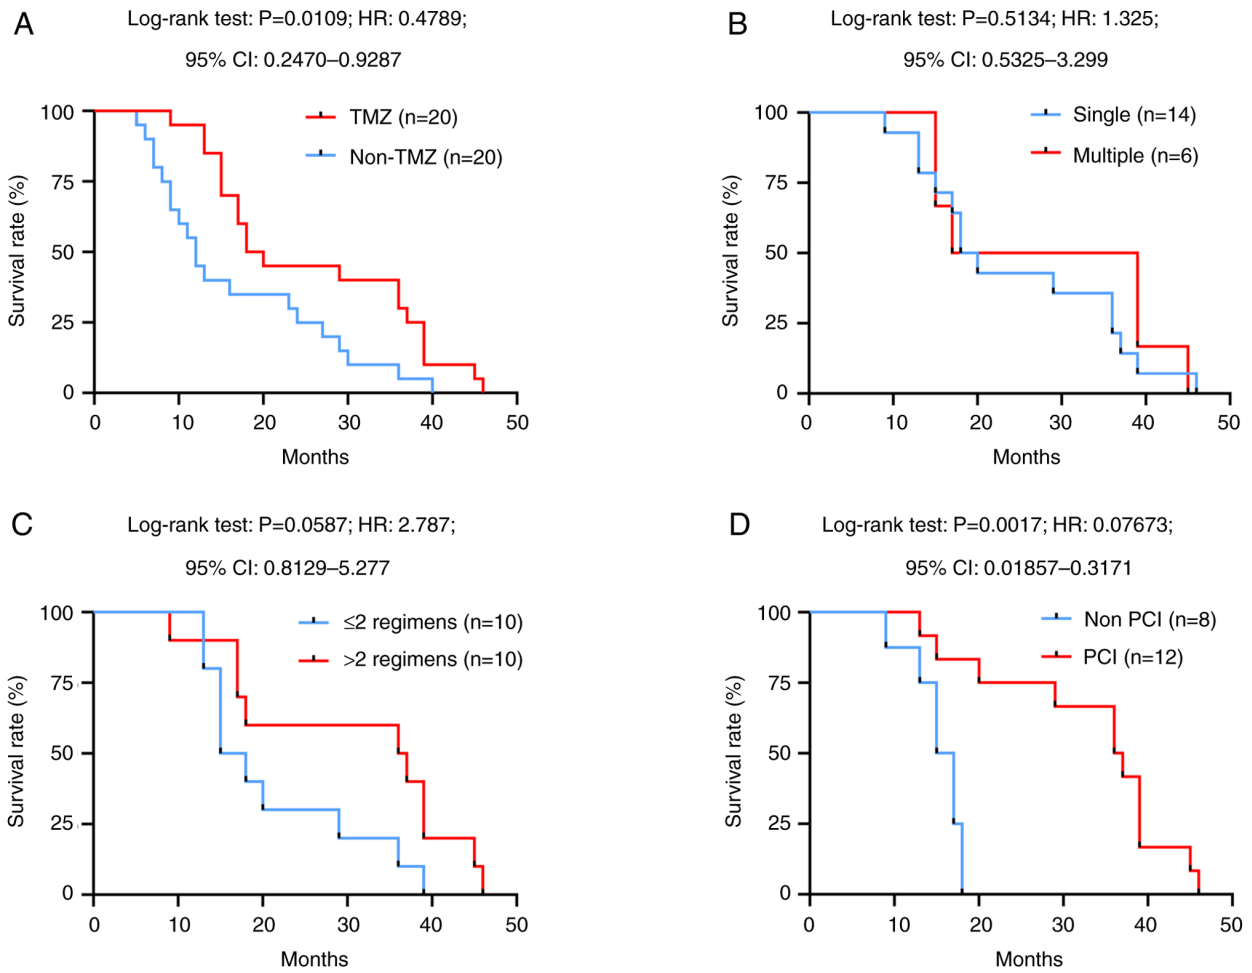 A
Log-rank test: P=0.0109; HR: 0.4789;
95% CI: 0.2470–0.9287
TMZ (n=20)
Non-TMZ (n=20)
Survival rate (%)
100
75
50
25
0
0 10 20 30 40 50
Months
B
Log-rank test: P=0.5134; HR: 1.325;
95% CI: 0.5325–3.299
Single (n=14)
Multiple (n=6)
Survival rate (%)
100
75
50
25
0
0 10 20 30 40 50
Months
C
Log-rank test: P=0.0587; HR: 2.787;
95% CI: 0.8129–5.277
≤2 regimens (n=10)
>2 regimens (n=10)
Survival rate (%)
100
75
50
25
0
0 10 20 30 40 50
Months
D
Log-rank test: P=0.0017; HR: 0.07673;
95% CI: 0.01857–0.3171
Non PCI (n=8)
PCI (n=12)
Survival rate (%)
100
75
50
25
0
0 10 20 30 40 50
Months